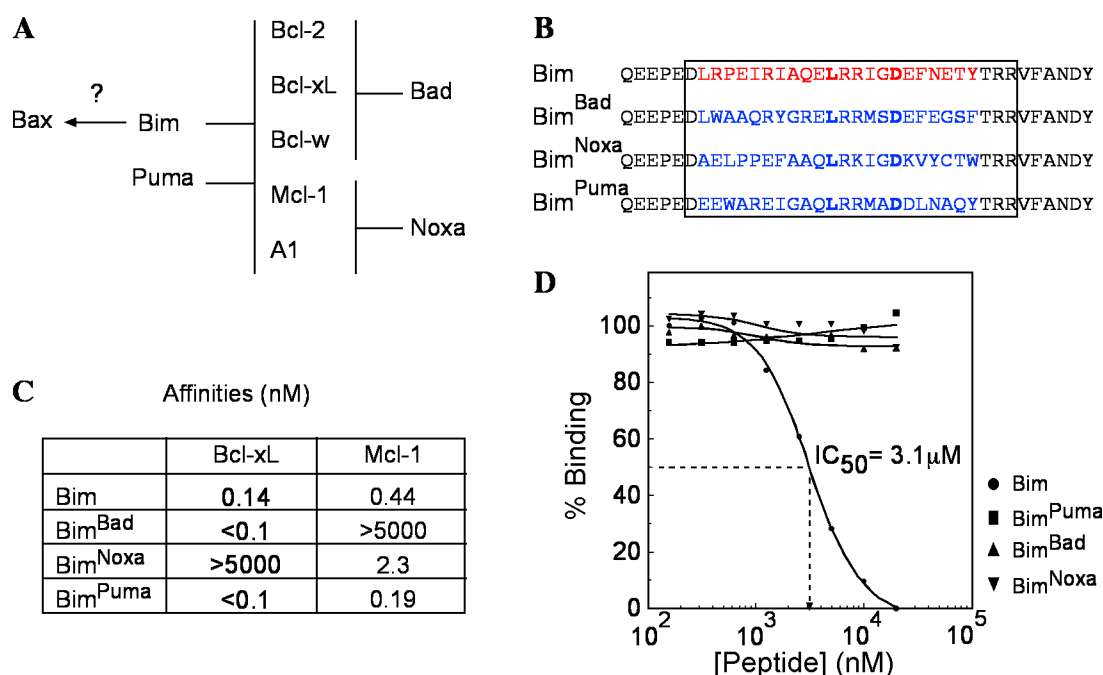 A
Bcl-2
Bcl-xL
Bcl-w
Mcl-1
A1
?
Bax
Bim
Puma
Bad
Noxa
B
Bim QEEPEDLRPEIRIAQELRRIGDEFNETYTRRVFANDY
Bim^Bad QEEPEDLWAAQRYGRELRRMSDEFEGSFTRRVFANDY
Bim^Noxa QEEPEDAELPPEFAAQLRKIGDKVYCTWTRRVFANDY
Bim^Puma QEEPEDEEWAREIGAQLRRMADDLNAQYTRRVFANDY
C
Affinities (nM)
Bcl-xL Mcl-1
Bim 0.14 0.44
Bim^Bad <0.1 >5000
Bim^Noxa >5000 2.3
Bim^Puma <0.1 0.19
D
% Binding
100
80
60
40
20
0
IC50= 3.1μM
10^2 10^3 10^4 10^5
[Peptide] (nM)
Bim
Bim^Puma
Bim^Bad
Bim^Noxa